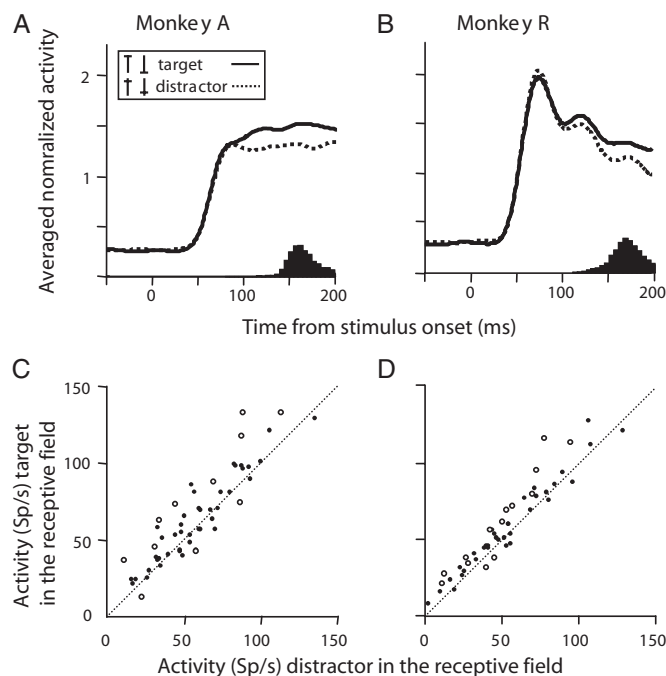 A Monkey A
B Monkey R
target
distractor
Averaged nomralized activity
2
1
0 100 200
0 100 200
Time from stimulus onset (ms)
C
D
Activity (Sp/s) target
in the receptive field
150
100
50
0
0 50 100 150
0 50 100 150
Activity (Sp/s) distractor in the receptive field